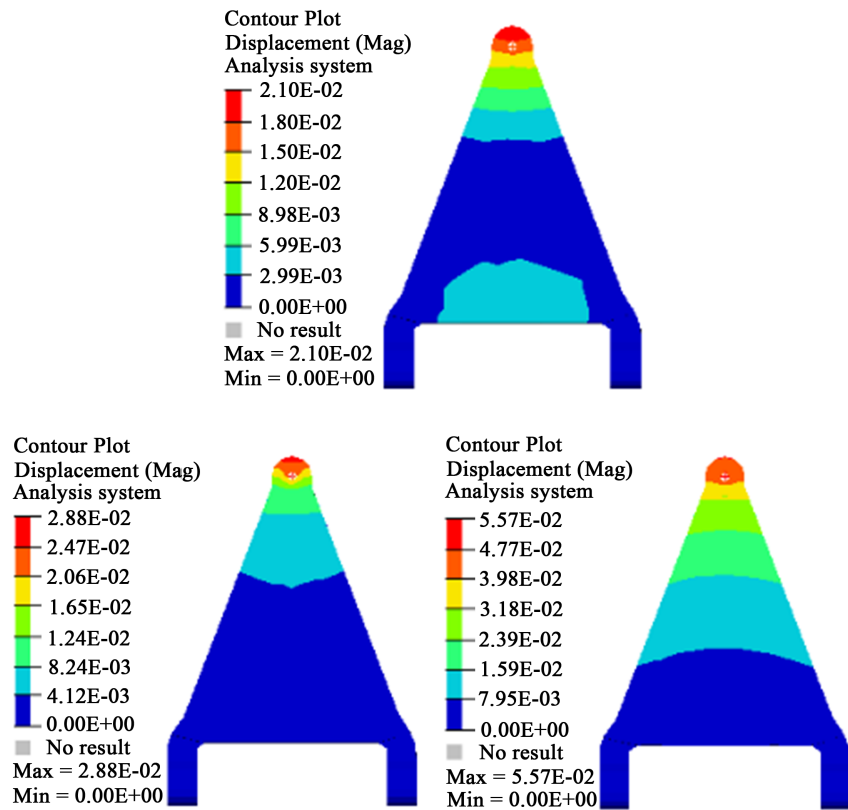 Contour Plot
Displacement (Mag)
Analysis system
2.10E-02
1.80E-02
1.50E-02
1.20E-02
8.98E-03
5.99E-03
2.99E-03
0.00E+00
No result
Max = 2.10E-02
Min = 0.00E+00
Contour Plot
Displacement (Mag)
Analysis system
2.88E-02
2.47E-02
2.06E-02
1.65E-02
1.24E-02
8.24E-03
4.12E-03
0.00E+00
No result
Max = 2.88E-02
Min = 0.00E+00
Contour Plot
Displacement (Mag)
Analysis system
5.57E-02
4.77E-02
3.98E-02
3.18E-02
2.39E-02
1.59E-02
7.95E-03
0.00E+00
No result
Max = 5.57E-02
Min = 0.00E+00